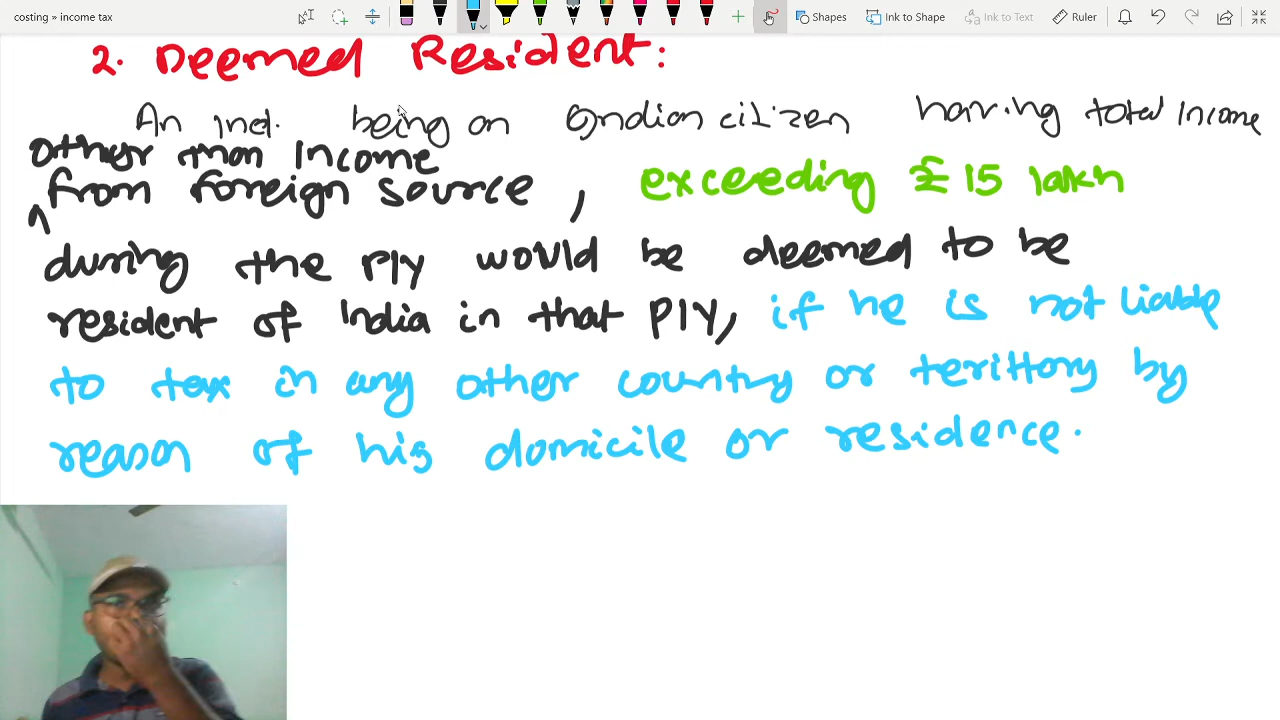 costing » income tax
Shapes Ink to Shape Ink to Text Ruler
2. Deemed Resident:
An ind. being an Indian citizen having total income
other than income
from foreign source, exceeding ₹ 15 lakh
during the P/Y would be deemed to be
resident of India in that P/Y, if he is not liable
to tax in any other country or terittory by
reason of his domicile or residence.